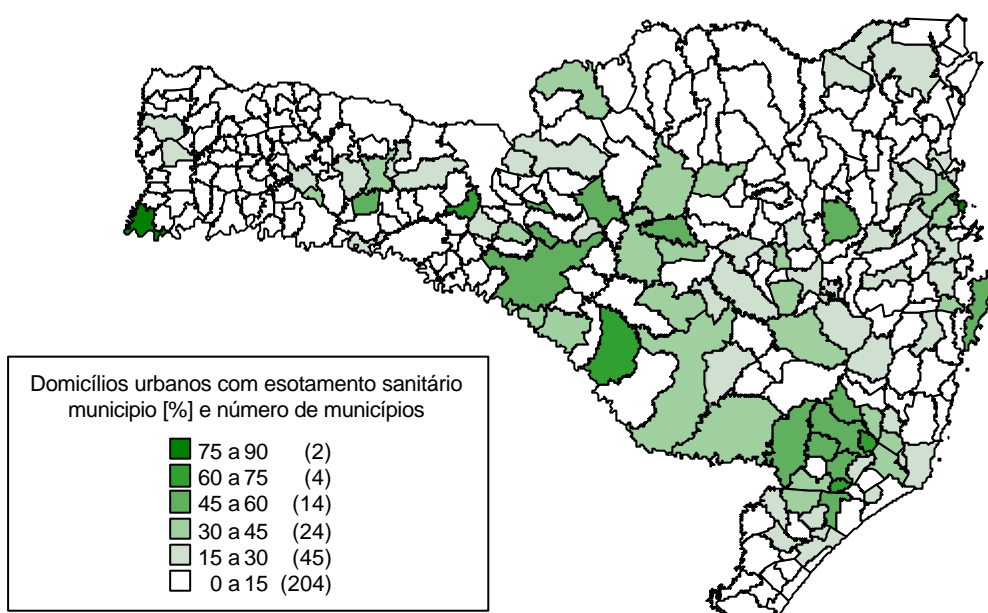 Domicílios urbanos com esotamento sanitário
municipio [%] e número de municípios
75 a 90 (2)
60 a 75 (4)
45 a 60 (14)
30 a 45 (24)
15 a 30 (45)
0 a 15 (204)